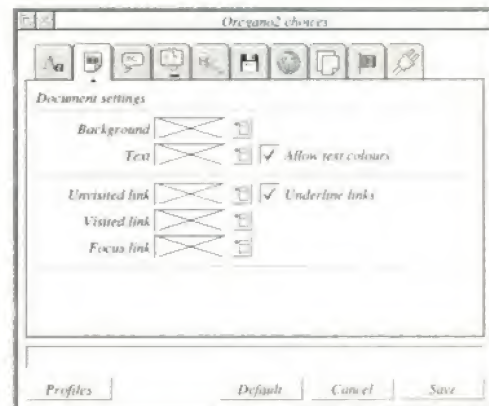 Oregano2 choices
Aa
Document settings
Background
Text
Allow text colours
Unvisited link
Underline links
Visited link
Focus link
Profiles
Default
Cancel
Save